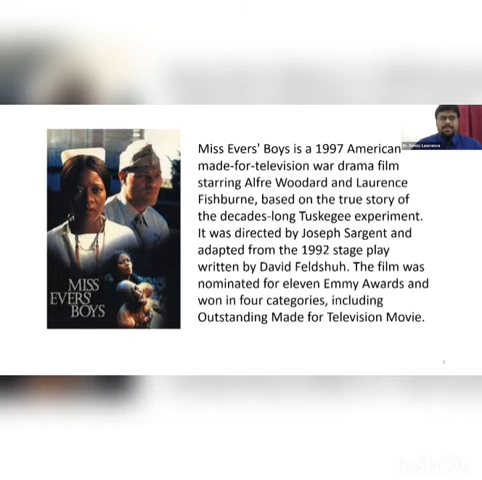 Miss Evers' Boys is a 1997 American
made-for-television war drama film
starring Alfre Woodard and Laurence
Fishburne, based on the true story of
the decades-long Tuskegee experiment.
It was directed by Joseph Sargent and
adapted from the 1992 stage play
written by David Feldshuh. The film was
nominated for eleven Emmy Awards and
won in four categories, including
Outstanding Made for Television Movie.
MISS
EVERS
BOYS
Lawrence